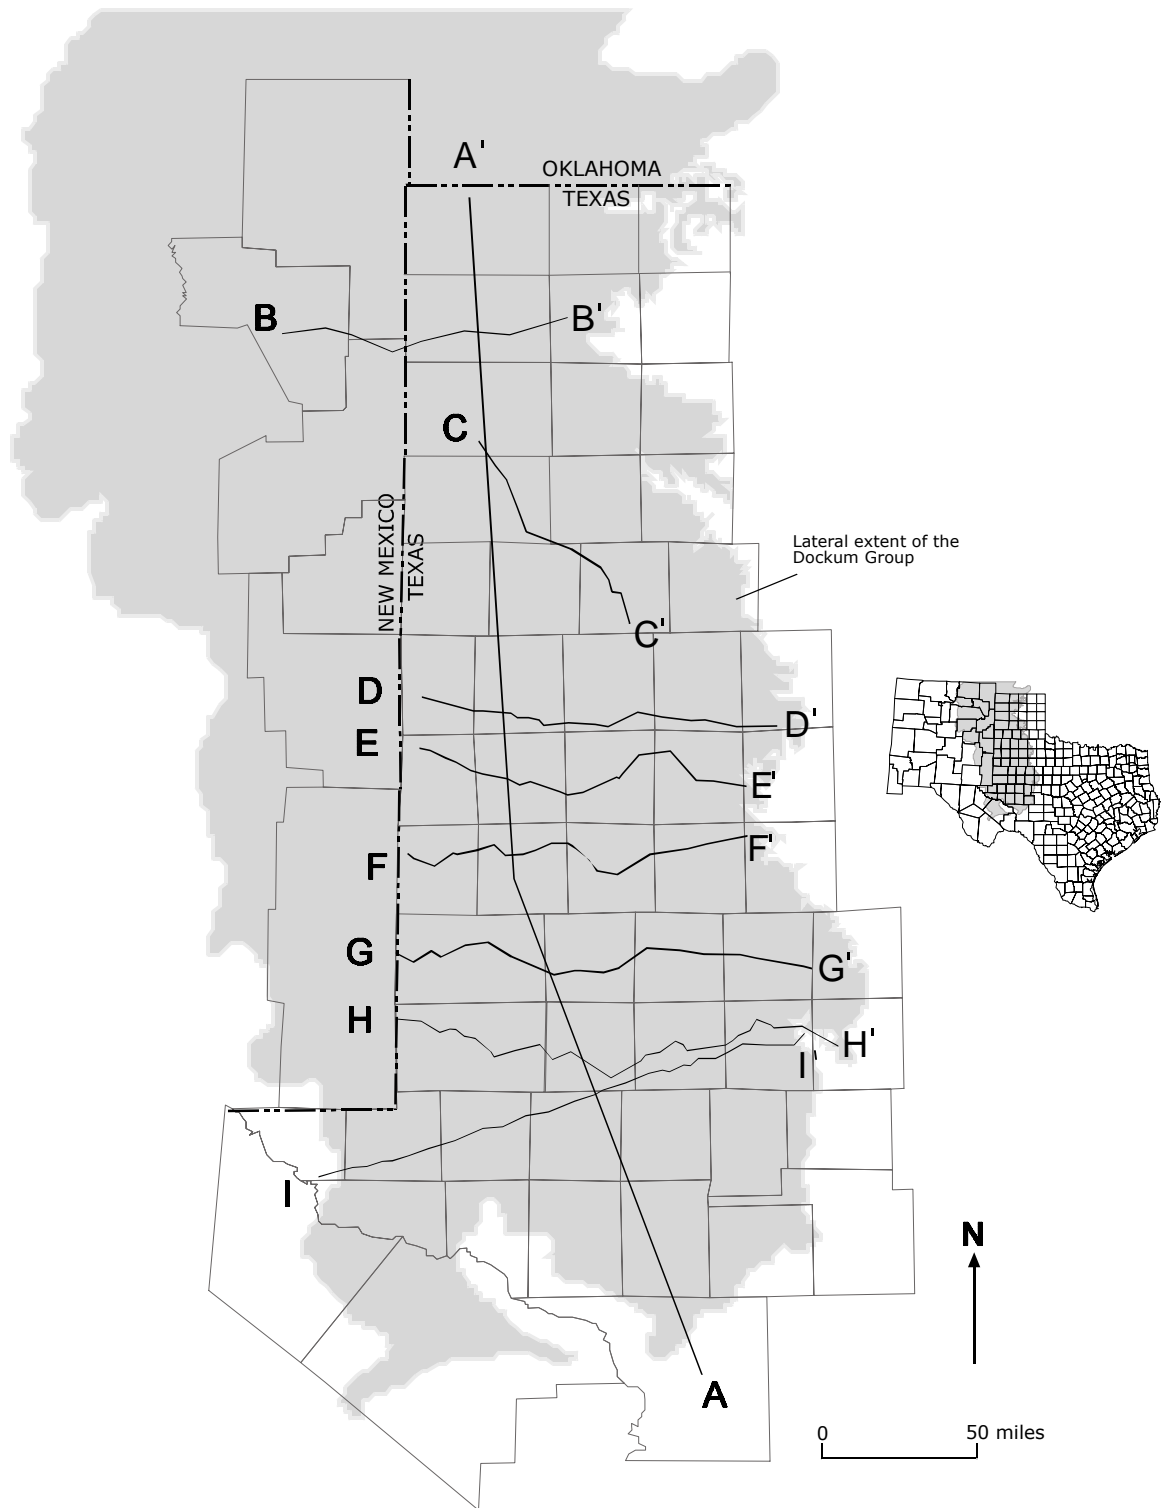 A'
OKLAHOMA
TEXAS
B
B'
C
NEW MEXICO
TEXAS
Lateral extent of the
Dockum Group
C'
D
D'
E
E'
F
F'
G
G'
H
H'
I'
I
N
A
0
50 miles